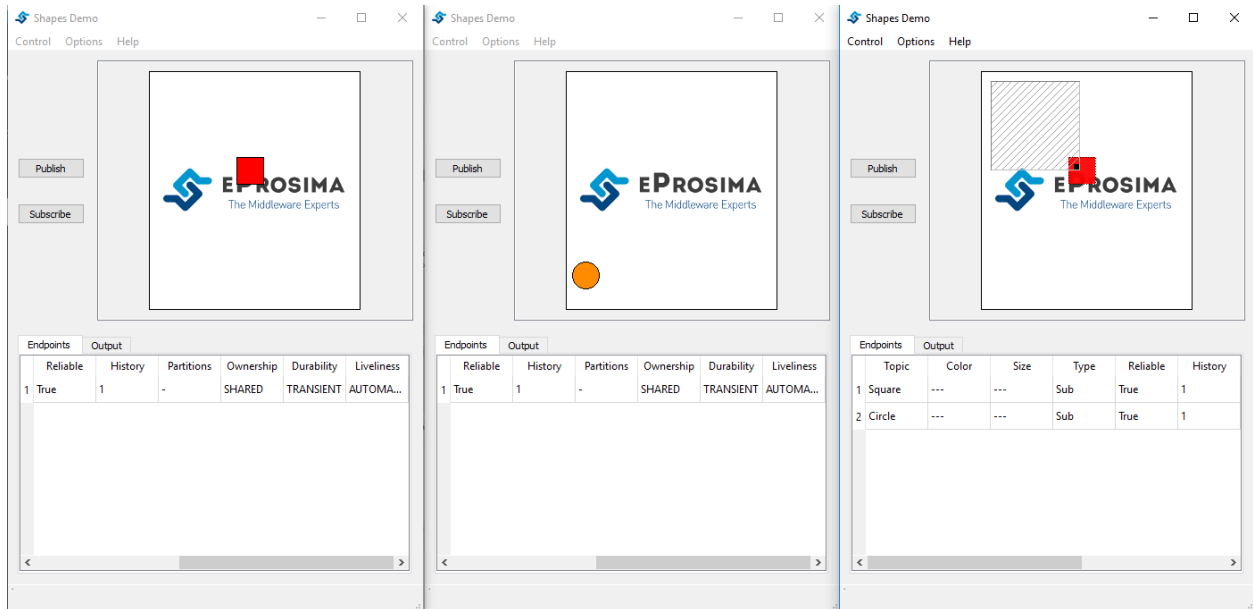 Shapes Demo
Control Options Help
Publish
Subscribe
EPROSIMA
The Middleware Experts
Endpoints Output
Reliable History Partitions Ownership Durability Liveliness
1 True 1 - SHARED TRANSIENT AUTOMA...
Shapes Demo
Control Options Help
Publish
Subscribe
EPROSIMA
The Middleware Experts
Endpoints Output
Reliable History Partitions Ownership Durability Liveliness
1 True 1 - SHARED TRANSIENT AUTOMA...
Shapes Demo
Control Options Help
Publish
Subscribe
EPROSIMA
The Middleware Experts
Endpoints Output
Topic Color Size Type Reliable History
1 Square --- --- Sub True 1
2 Circle --- --- Sub True 1